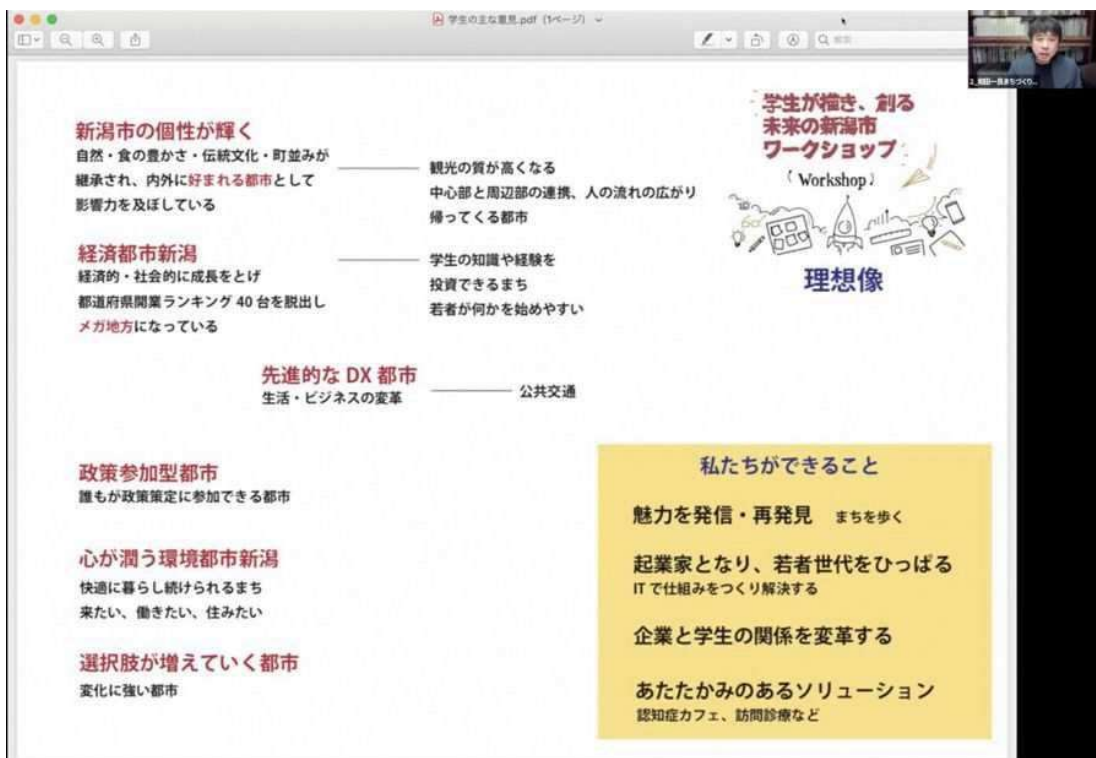 学生の主な意見.pdf（1ページ）
検索
学生が描き、創る
未来の新潟市
ワークショップ
（Workshop）
理想像
新潟市の個性が輝く
自然・食の豊かさ・伝統文化・町並みが
継承され、内外に好まれる都市として
影響力を及ぼしている
観光の質が高くなる
中心部と周辺部の連携、人の流れの広がり
帰ってくる都市
経済都市新潟
経済的・社会的に成長をとげ
都道府県開業ランキング 40 台を脱出し
メガ地方になっている
学生の知識や経験を
投資できるまち
若者が何かを始めやすい
先進的な DX 都市
生活・ビジネスの変革
公共交通
政策参加型都市
誰もが政策策定に参加できる都市
心が潤う環境都市新潟
快適に暮らし続けられるまち
来たい、働きたい、住みたい
選択肢が増えていく都市
変化に強い都市
私たちができること
魅力を発信・再発見 まちを歩く
起業家となり、若者世代をひっぱる
IT で仕組みをつくり解決する
企業と学生の関係を変革する
あたたかみのあるソリューション
認知症カフェ、訪問診療など